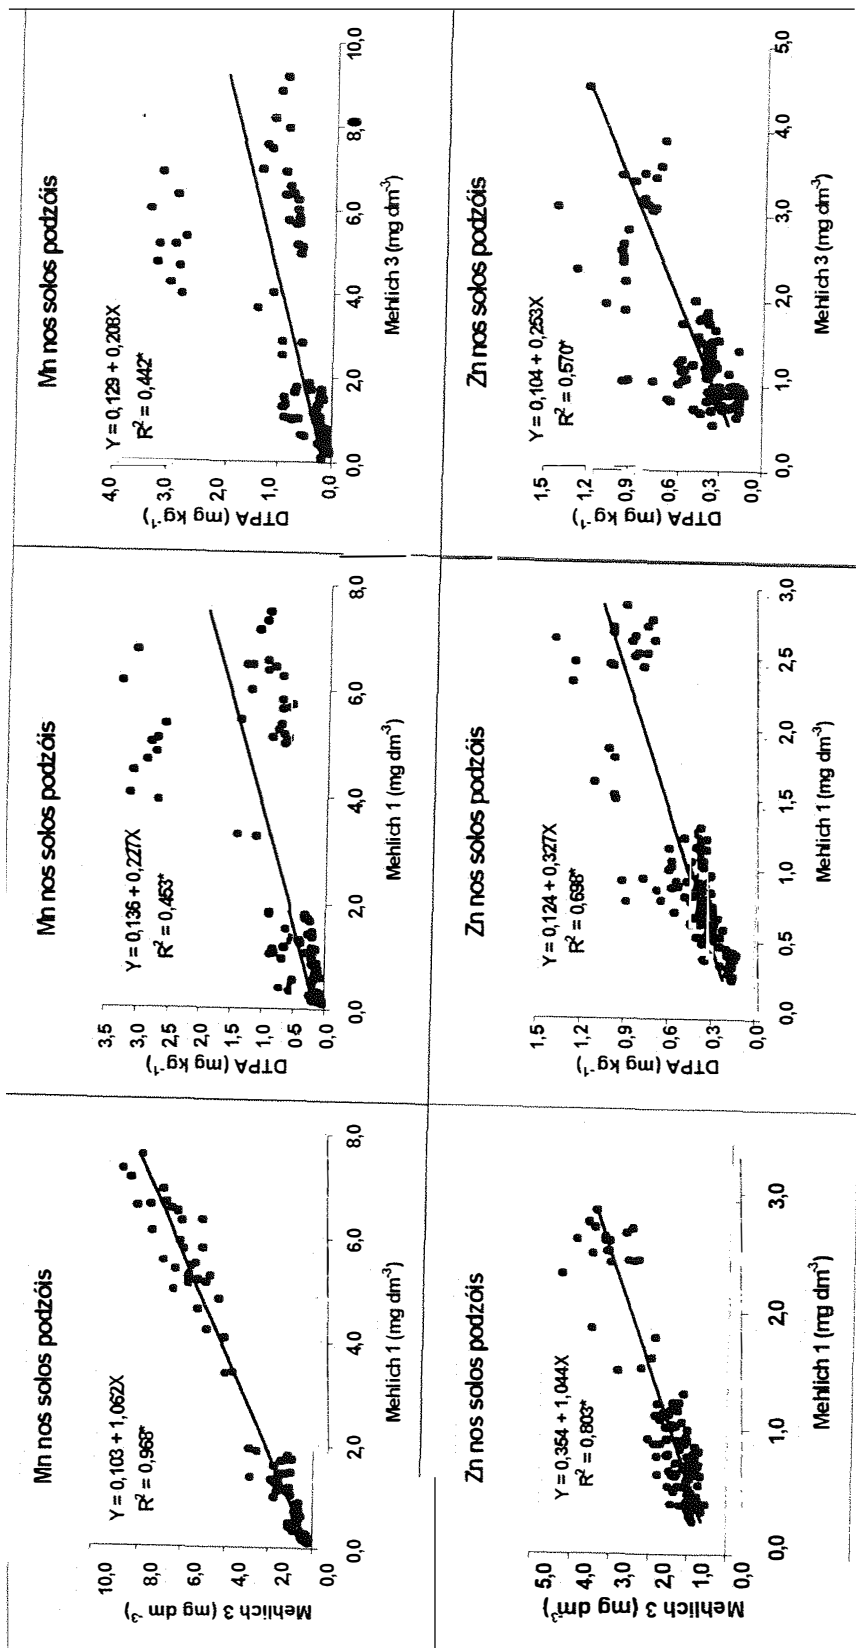 Mn nos solos podzóis
Y = 0,103 + 1,062X
R² = 0,968*
Mehlich 3 (mg dm⁻³)
10,0
8,0
6,0
4,0
2,0
0,0
0,0
2,0
4,0
6,0
8,0
Mehlich 1 (mg dm⁻³)
Mn nos solos podzóis
Y = 0,136 + 0,227X
R² = 0,453*
DTPA (mg kg⁻¹)
3,5
3,0
2,5
2,0
1,5
1,0
0,5
0,0
0,0
2,0
4,0
6,0
8,0
Mehlich 1 (mg dm⁻³)
Mn nos solos podzóis
Y = 0,129 + 0,208X
R² = 0,442*
DTPA (mg kg⁻¹)
4,0
3,0
2,0
1,0
0,0
0,0
2,0
4,0
6,0
8,0
10,0
Mehlich 3 (mg dm⁻³)
Zn nos solos podzóis
Y = 0,354 + 1,044X
R² = 0,803*
Mehlich 3 (mg dm⁻³)
5,0
4,0
3,0
2,0
1,0
0,0
0,0
1,0
2,0
3,0
Mehlich 1 (mg dm⁻³)
Zn nos solos podzóis
Y = 0,124 + 0,327X
R² = 0,698*
DTPA (mg kg⁻¹)
1,5
1,2
0,9
0,6
0,3
0,0
0,0
0,5
1,0
1,5
2,0
2,5
3,0
Mehlich 1 (mg dm⁻³)
Zn nos solos podzóis
Y = 0,104 + 0,253X
R² = 0,570*
DTPA (mg kg⁻¹)
1,5
1,2
0,9
0,6
0,3
0,0
0,0
1,0
2,0
3,0
4,0
5,0
Mehlich 3 (mg dm⁻³)